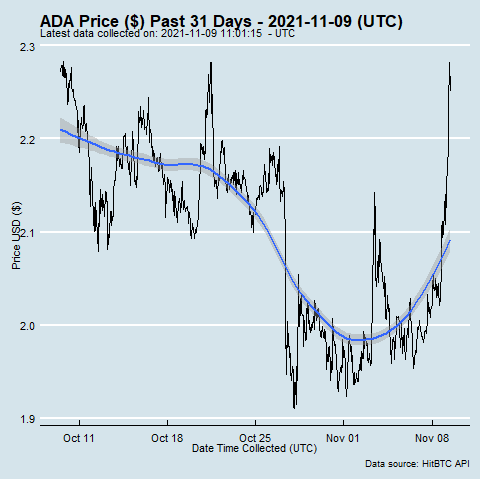 ADA Price ($) Past 31 Days - 2021-11-09 (UTC)
Latest data collected on: 2021-11-09 11:01:15  - UTC
2.3
2.2
2.1
2.0
1.9
Price USD ($)
Oct 11 Oct 18 Oct 25 Nov 01 Nov 08
Date Time Collected (UTC)
Data source: HitBTC API